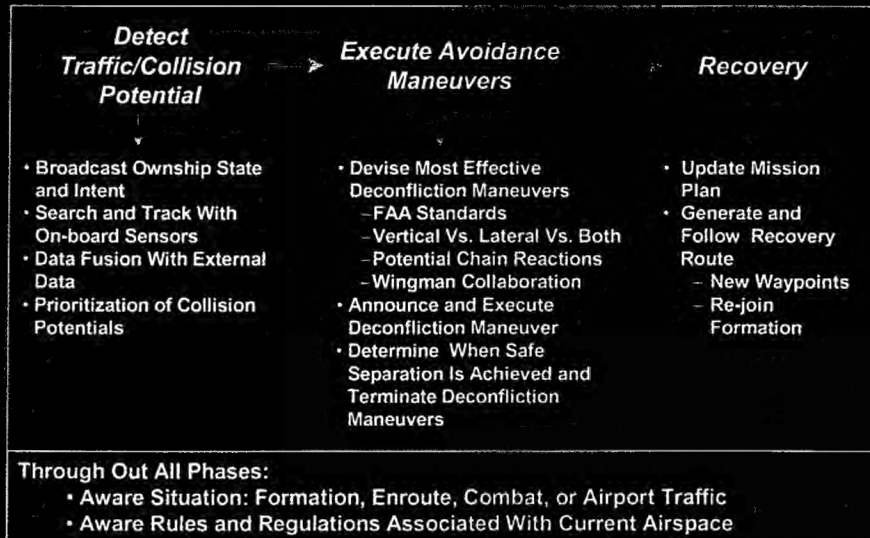 Detect
Traffic/Collision
Potential
Execute Avoidance
Maneuvers
Recovery
• Broadcast Ownship State
and Intent
• Search and Track With
On-board Sensors
• Data Fusion With External
Data
• Prioritization of Collision
Potentials
• Devise Most Effective
Deconfliction Maneuvers
–FAA Standards
–Vertical Vs. Lateral Vs. Both
–Potential Chain Reactions
–Wingman Collaboration
• Announce and Execute
Deconfliction Maneuver
• Determine When Safe
Separation Is Achieved and
Terminate Deconfliction
Maneuvers
• Update Mission
Plan
• Generate and
Follow Recovery
Route
– New Waypoints
– Re-join
Formation
Through Out All Phases:
• Aware Situation: Formation, Enroute, Combat, or Airport Traffic
• Aware Rules and Regulations Associated With Current Airspace